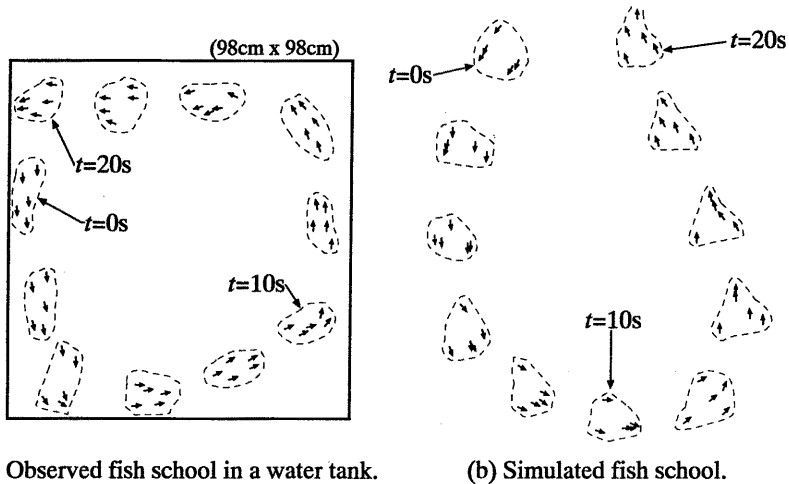 (98cm x 98cm)
t=20s
t=0s
t=10s
t=0s
t=20s
t=10s
Observed fish school in a water tank.
(b) Simulated fish school.